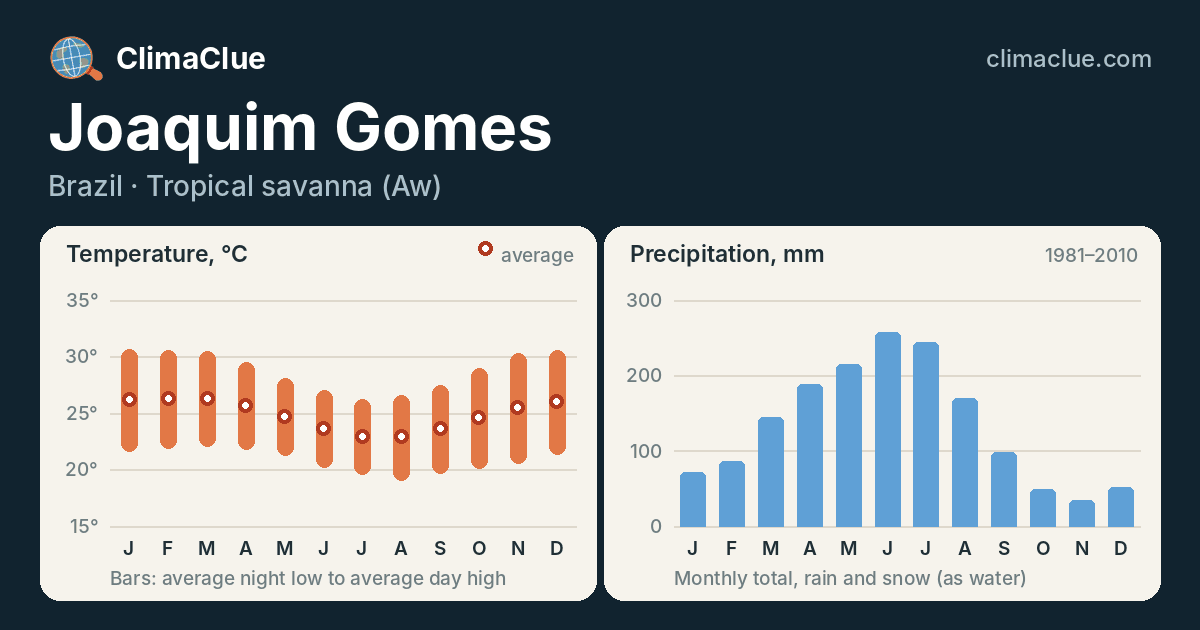 ClimaClue
climaclue.com
Joaquim Gomes
Brazil · Tropical savanna (Aw)
Temperature, °C
average
35°
30°
25°
20°
15°
J F M A M J J A S O N D
Bars: average night low to average day high
Precipitation, mm
1981–2010
300
200
100
0
J F M A M J J A S O N D
Monthly total, rain and snow (as water)